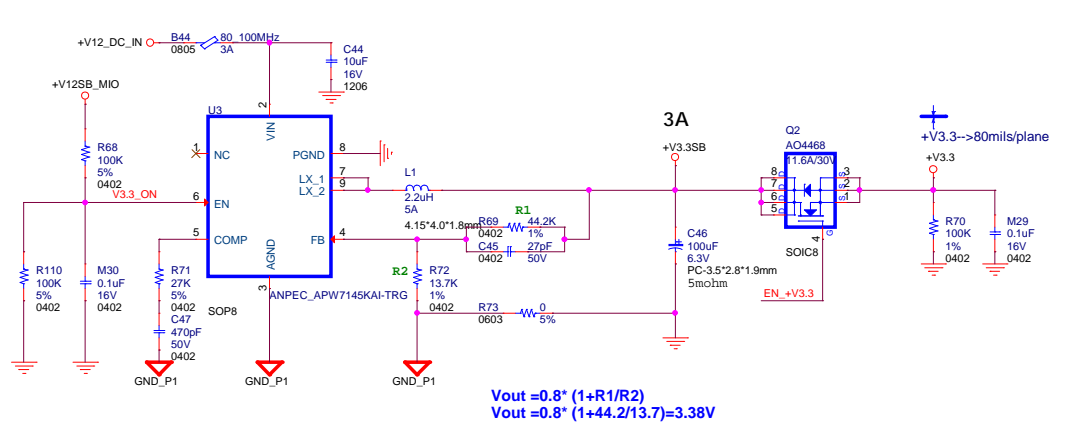 +V12_DC_IN
B44
0805
80_100MHz
3A
C44
10uF
16V
1206
+V12SB_MIO
R68
100K
5%
0402
V3.3_ON
U3
2
VIN
1
NC
PGND
8
LX_1
7
LX_2
9
6
EN
5
COMP
FB
4
AGND
3
ANPEC_APW7145KAI-TRG
SOP8
L1
2.2uH
5A
4.15*4.0*1.8mm
R1
R69
0402
44.2K
1%
C45
0402
27pF
50V
R2
R72
13.7K
1%
0402
R73
0603
0
5%
R110
100K
5%
0402
M30
0.1uF
16V
0402
R71
27K
5%
0402
C47
470pF
50V
0402
GND_P1
GND_P1
GND_P1
3A
+V3.3SB
C46
100uF
6.3V
PC-3.5*2.8*1.9mm
5mohm
Q2
AO4468
11.6A/30V
8
7
6
5
D
D
D
D
3
2
1
S
S
S
4
G
SOIC8
EN_+V3.3
+V3.3-->80mils/plane
+V3.3
R70
100K
1%
0402
M29
0.1uF
16V
0402
Vout =0.8* (1+R1/R2)
Vout =0.8* (1+44.2/13.7)=3.38V